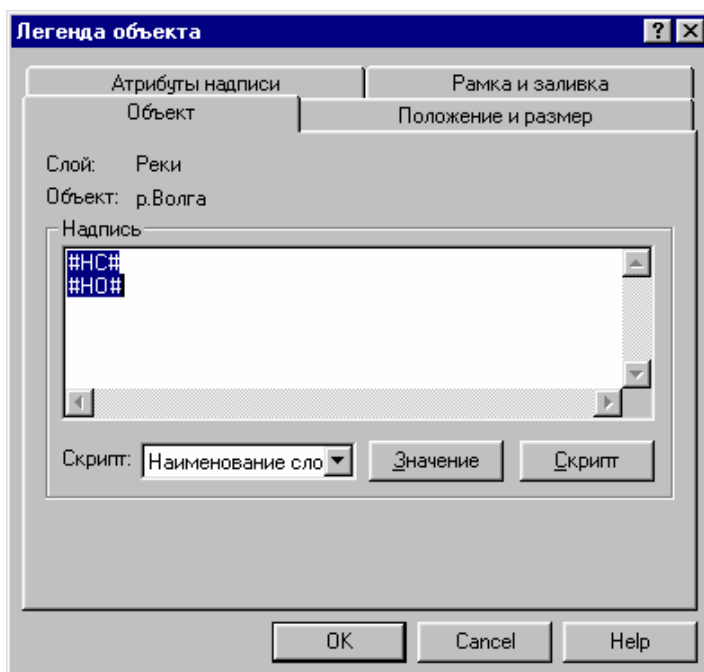 Легенда объекта
Атрибуты надписи
Рамка и заливка
Объект
Положение и размер
Слой: Реки
Объект: р.Волга
Надпись
#НС#
#НО#
Скрипт: Наименование сло
Значение
Скрипт
OK
Cancel
Help